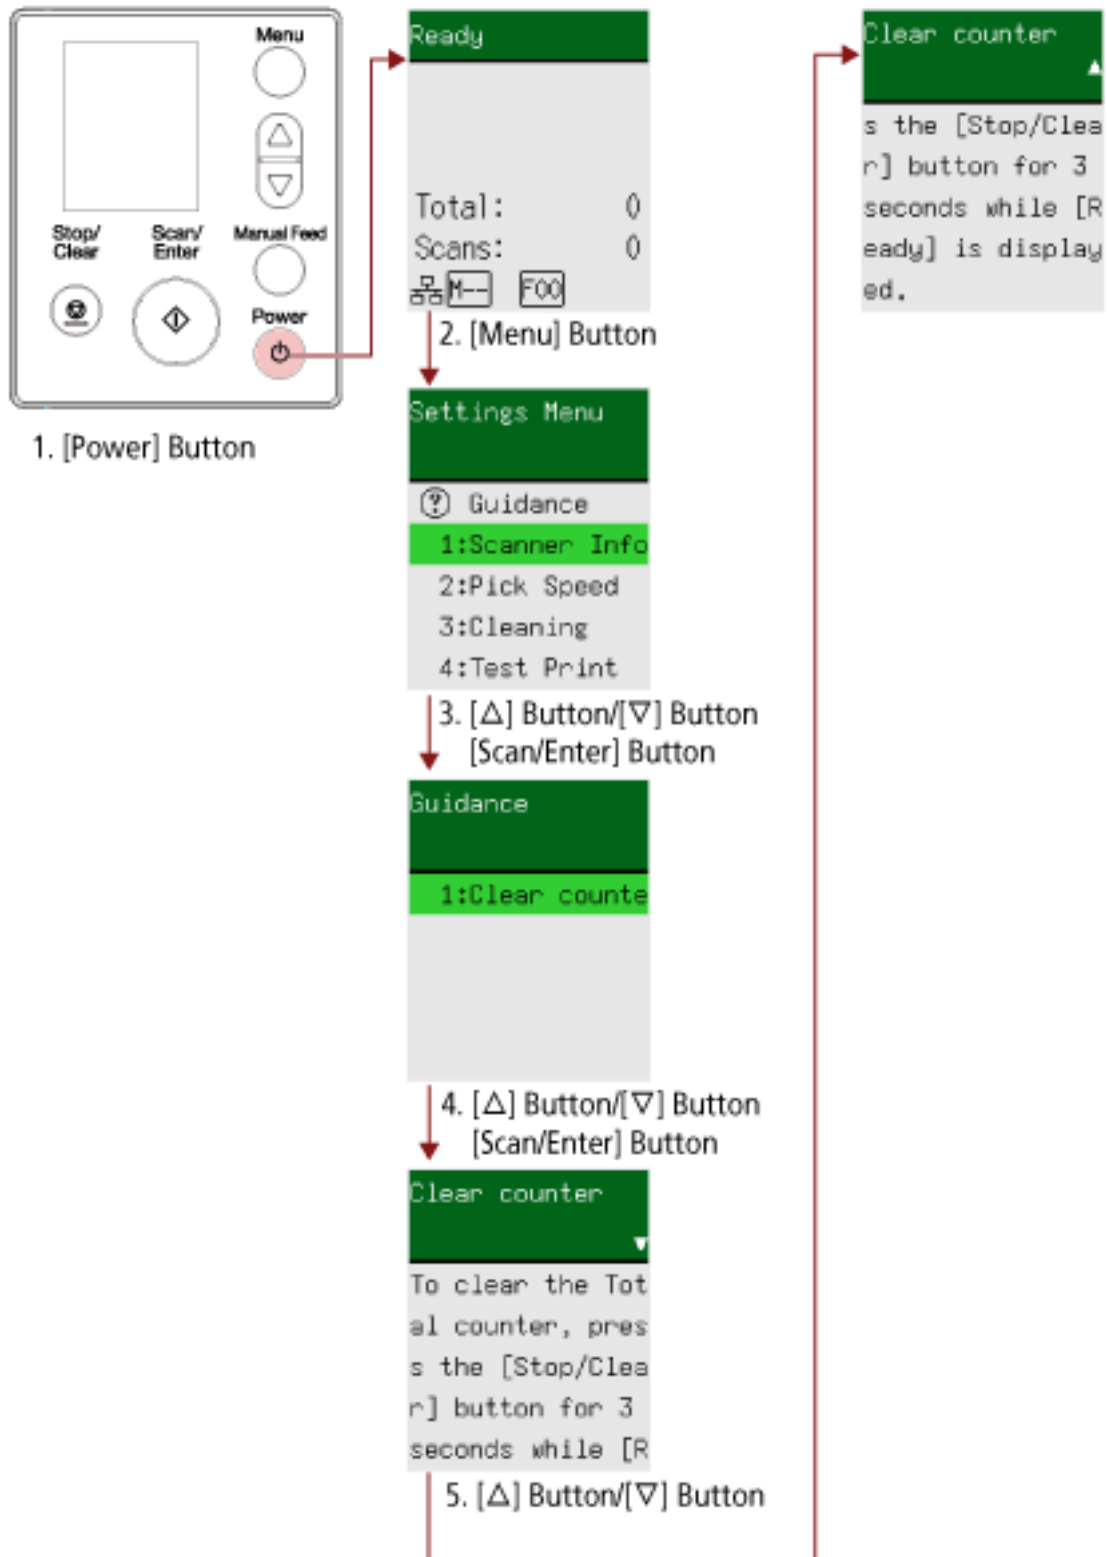 Menu
Stop/
Clear
Scan/
Enter
Manual Feed
Power
1. [Power] Button
Ready
Total: 0
Scans: 0
M-- F00
2. [Menu] Button
Settings Menu
? Guidance
1:Scanner Info
2:Pick Speed
3:Cleaning
4:Test Print
3. [△] Button/[▽] Button
[Scan/Enter] Button
Guidance
1:Clear counte
4. [△] Button/[▽] Button
[Scan/Enter] Button
Clear counter
▼
To clear the Tot
al counter, pres
s the [Stop/Clea
r] button for 3
seconds while [R
5. [△] Button/[▽] Button
Clear counter
▲
s the [Stop/Clea
r] button for 3
seconds while [R
eady] is display
ed.